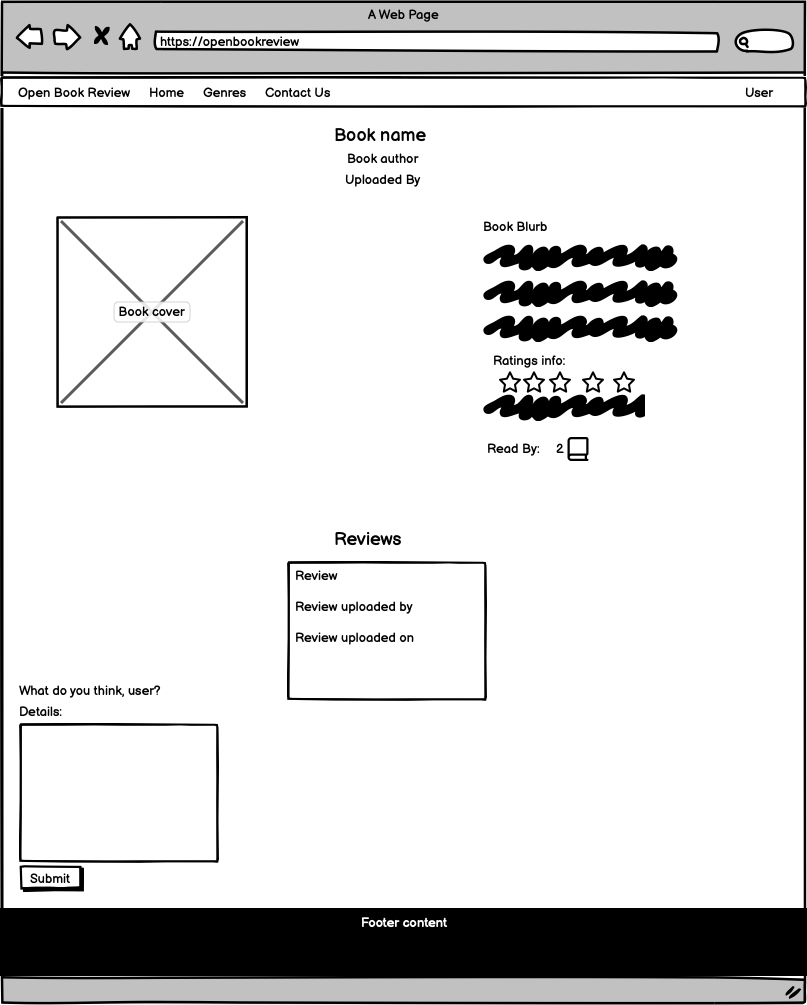 A Web Page
https://openbookreview
Open Book Review Home Genres Contact Us User
Book name
Book author
Uploaded By
Book cover
Book Blurb
Ratings info:
Read By: 2
Reviews
Review
Review uploaded by
Review uploaded on
What do you think, user?
Details:
Submit
Footer content